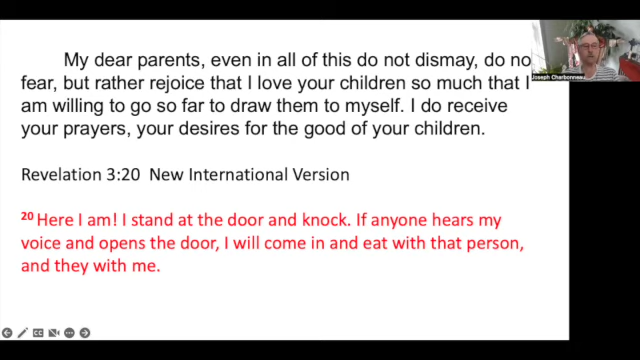 My dear parents, even in all of this do not dismay, do no
fear, but rather rejoice that I love your children so much that I
am willing to go so far to draw them to myself. I do receive
your prayers, your desires for the good of your children.
Revelation 3:20 New International Version
20 Here I am! I stand at the door and knock. If anyone hears my
voice and opens the door, I will come in and eat with that person,
and they with me.
Joseph Charbonneau
CC